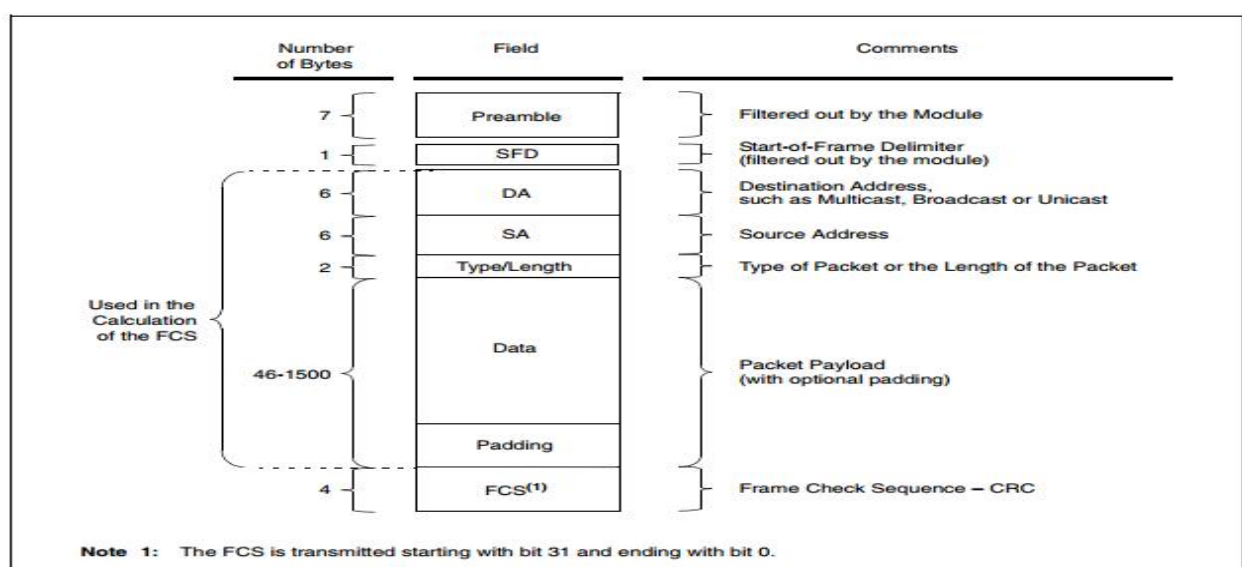 Number
of Bytes
Field
Comments
7
Preamble
Filtered out by the Module
1
SFD
Start-of-Frame Delimiter
(filtered out by the module)
6
DA
Destination Address,
such as Multicast, Broadcast or Unicast
6
SA
Source Address
2
Type/Length
Type of Packet or the Length of the Packet
Used in the
Calculation
of the FCS
46-1500
Data
Packet Payload
(with optional padding)
Padding
4
FCS(1)
Frame Check Sequence – CRC
Note 1: The FCS is transmitted starting with bit 31 and ending with bit 0.